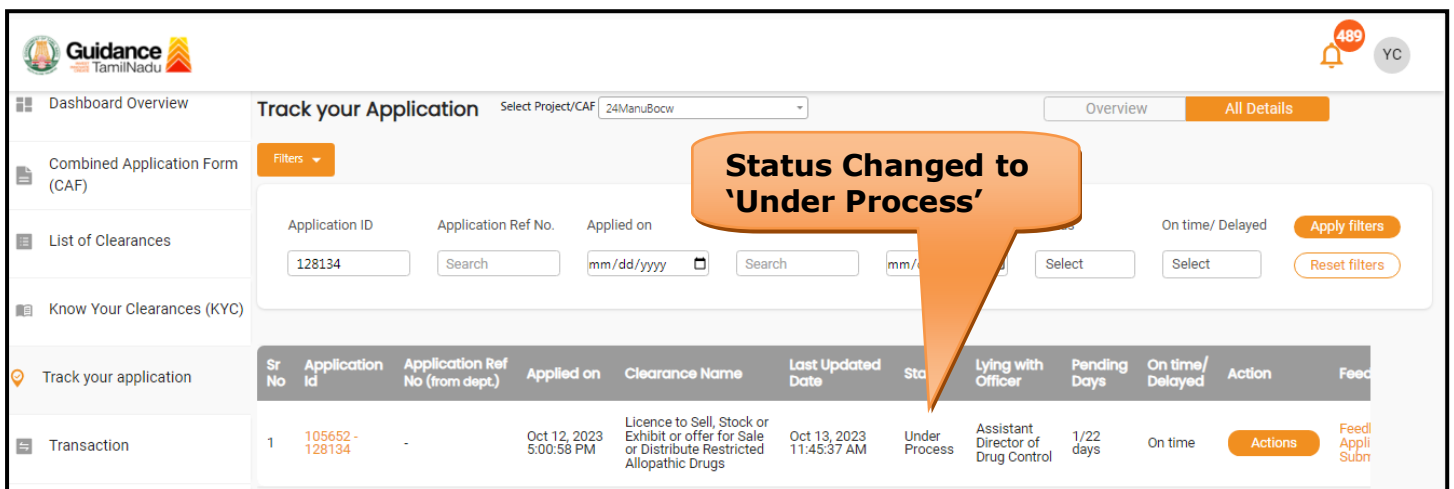 Guidance
TamilNadu
489
YC
Dashboard Overview
Track your Application
Select Project/CAF
24ManuBocw
Overview
All Details
Combined Application Form
(CAF)
Filters
Status Changed to
‘Under Process’
List of Clearances
Application ID
Application Ref No.
Applied on
On time/ Delayed
Apply filters
128134
Search
mm/dd/yyyy
Search
Select
Select
Reset filters
Know Your Clearances (KYC)
Track your application
Sr
No
Application
Id
Application Ref
No (from dept.)
Applied on
Clearance Name
Last Updated
Date
Lying with
Officer
Pending
Days
On time/
Delayed
Action
Transaction
1
105652 -
128134
-
Oct 12, 2023
5:00:58 PM
Licence to Sell, Stock or
Exhibit or offer for Sale
or Distribute Restricted
Allopathic Drugs
Oct 13, 2023
11:45:37 AM
Under
Process
Assistant
Director of
Drug Control
1/22
days
On time
Actions